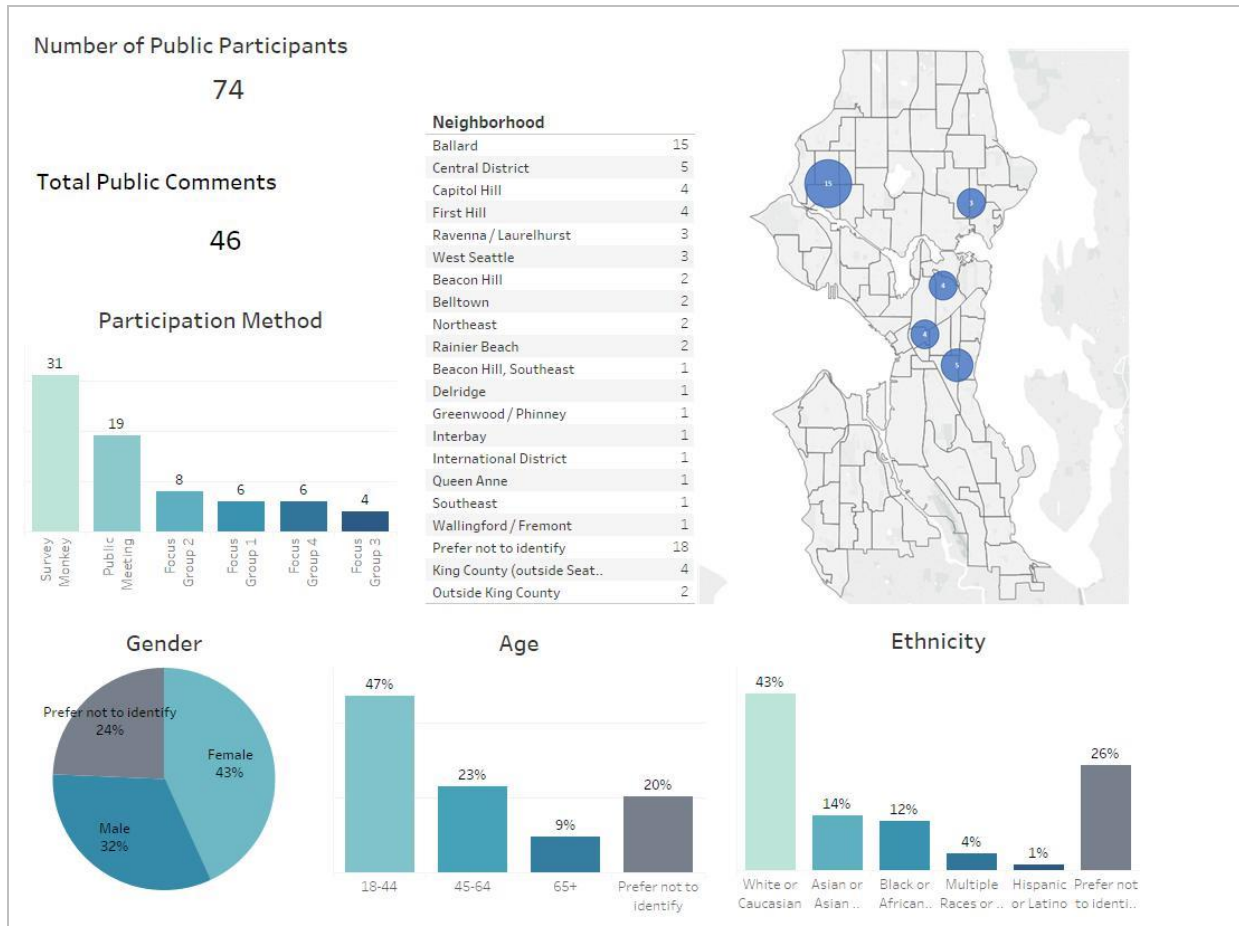 Number of Public Participants
74
Total Public Comments
46
Participation Method
31
19
8
6
6
4
Survey
Monkey
Public
Meeting
Focus
Group 2
Focus
Group 1
Focus
Group 4
Focus
Group 3
Neighborhood
Ballard 15
Central District 5
Capitol Hill 4
First Hill 4
Ravenna / Laurelhurst 3
West Seattle 3
Beacon Hill 2
Belltown 2
Northeast 2
Rainier Beach 2
Beacon Hill, Southeast 1
Delridge 1
Greenwood / Phinney 1
Interbay 1
International District 1
Queen Anne 1
Southeast 1
Wallingford / Fremont 1
Prefer not to identify 18
King County (outside Seat.. 4
Outside King County 2
15
3
4
4
5
Gender
Prefer not to identify
24%
Female
43%
Male
32%
Age
47%
23%
9%
20%
18-44
45-64
65+
Prefer not to
identify
Ethnicity
43%
14%
12%
4%
1%
26%
White or
Caucasian
Asian or
Asian ..
Black or
African..
Multiple
Races or ..
Hispanic
or Latino
Prefer not
to identi..